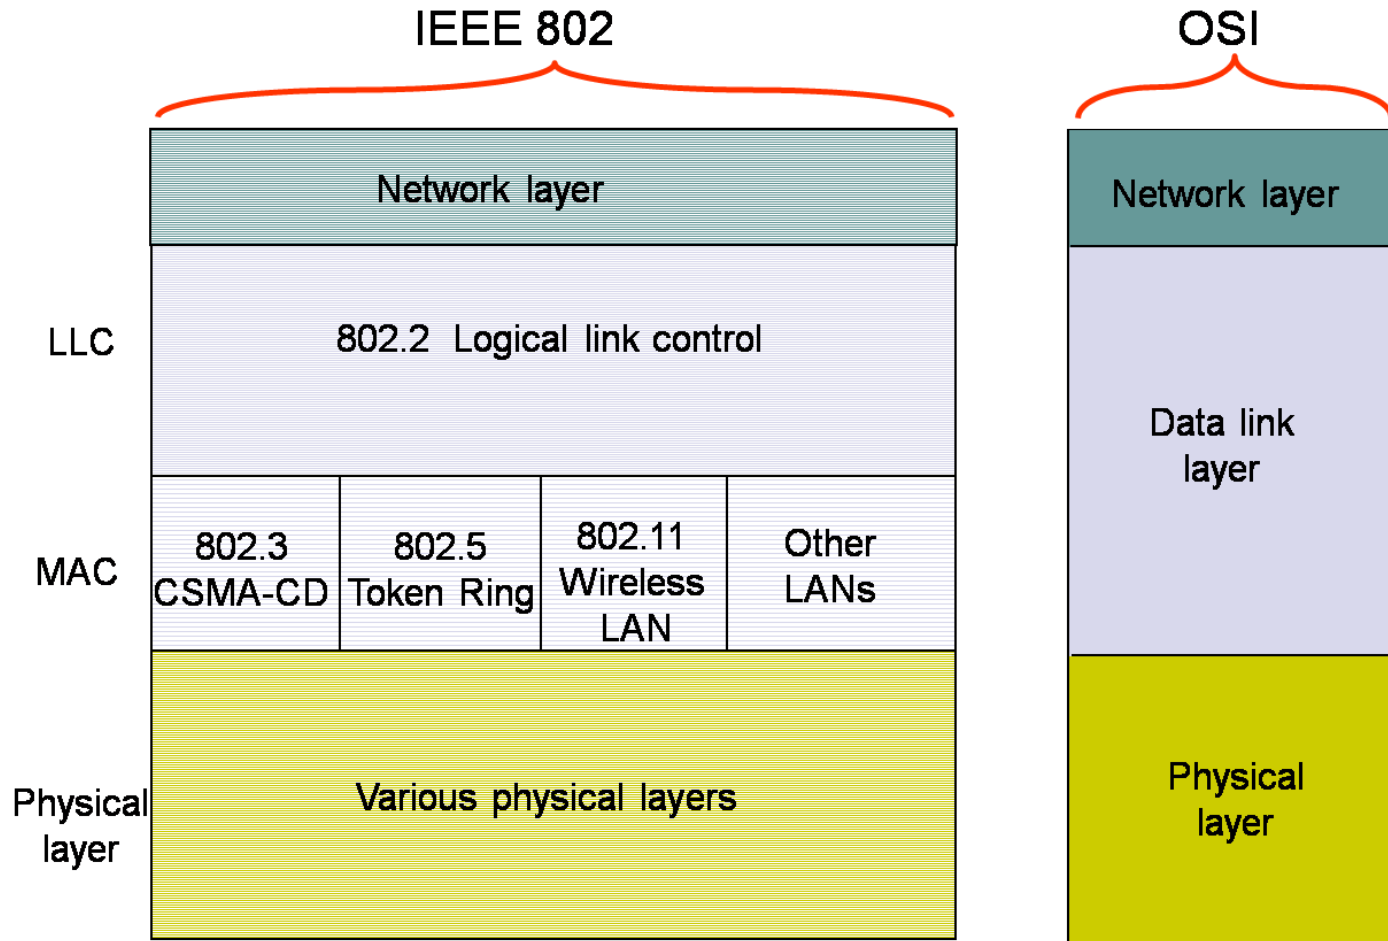 IEEE 802
OSI
Network layer
Network layer
LLC
802.2 Logical link control
Data link
layer
MAC
802.3
CSMA-CD
802.5
Token Ring
802.11
Wireless
LAN
Other
LANs
Physical
layer
Various physical layers
Physical
layer